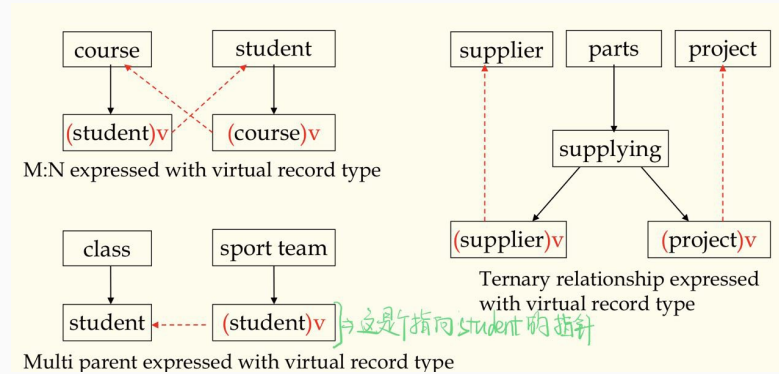 course
student
(student)v
(course)v
M:N expressed with virtual record type
class
sport team
student
(student)v
这是个指向student的指针
Multi parent expressed with virtual record type
supplier
parts
project
supplying
(supplier)v
(project)v
Ternary relationship expressed
with virtual record type